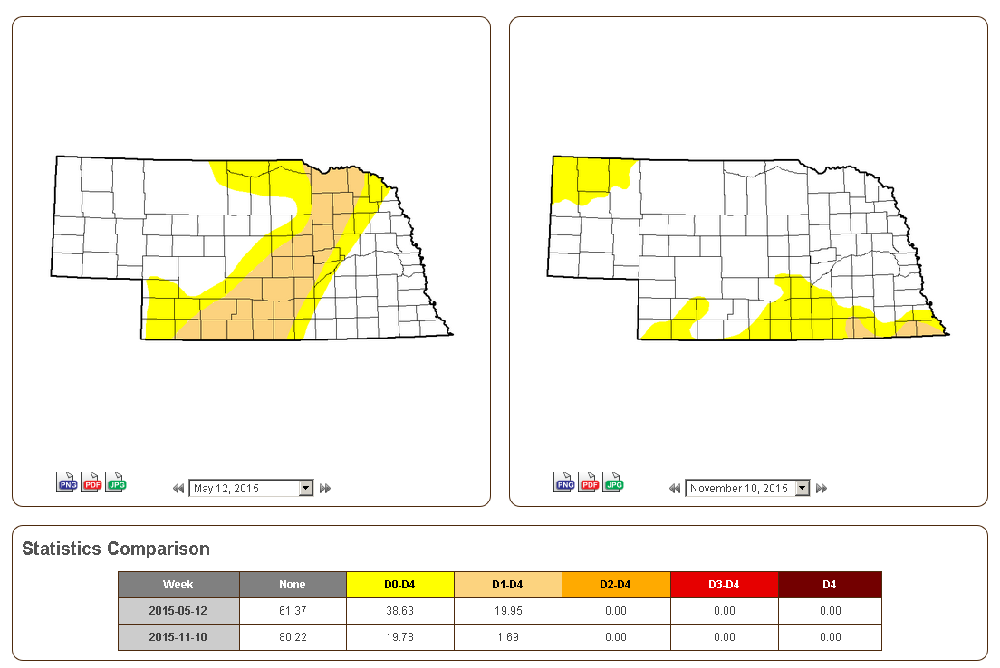 PNG PDF JPG May 12, 2015
PNG PDF JPG November 10, 2015
Statistics Comparison
Week None D0-D4 D1-D4 D2-D4 D3-D4 D4
2015-05-12 61.37 38.63 19.95 0.00 0.00 0.00
2015-11-10 80.22 19.78 1.69 0.00 0.00 0.00